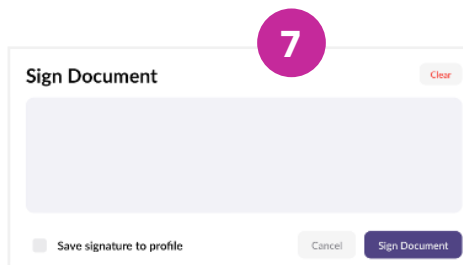 7
Sign Document
Clear
Save signature to profile
Cancel
Sign Document